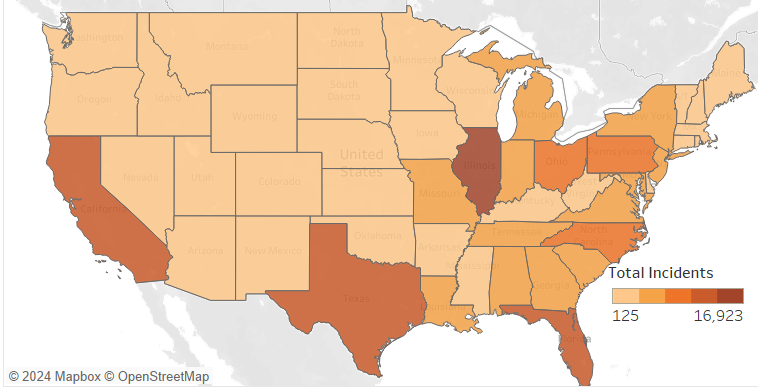 Washington
Montana
North
Dakota
Minnesota
Maine
Oregon
Idaho
South
Dakota
Wisconsin
Michigan
New York
Wyoming
Iowa
Pennsylvania
Nevada
Utah
Colorado
United
States
Illinois
Ohio
Missouri
Kentucky
California
Tennessee
North
Carolina
Arizona
New Mexico
Oklahoma
Arkansas
Mississippi
Georgia
Texas
Florida
Total Incidents
125
16,923
© 2024 Mapbox © OpenStreetMap